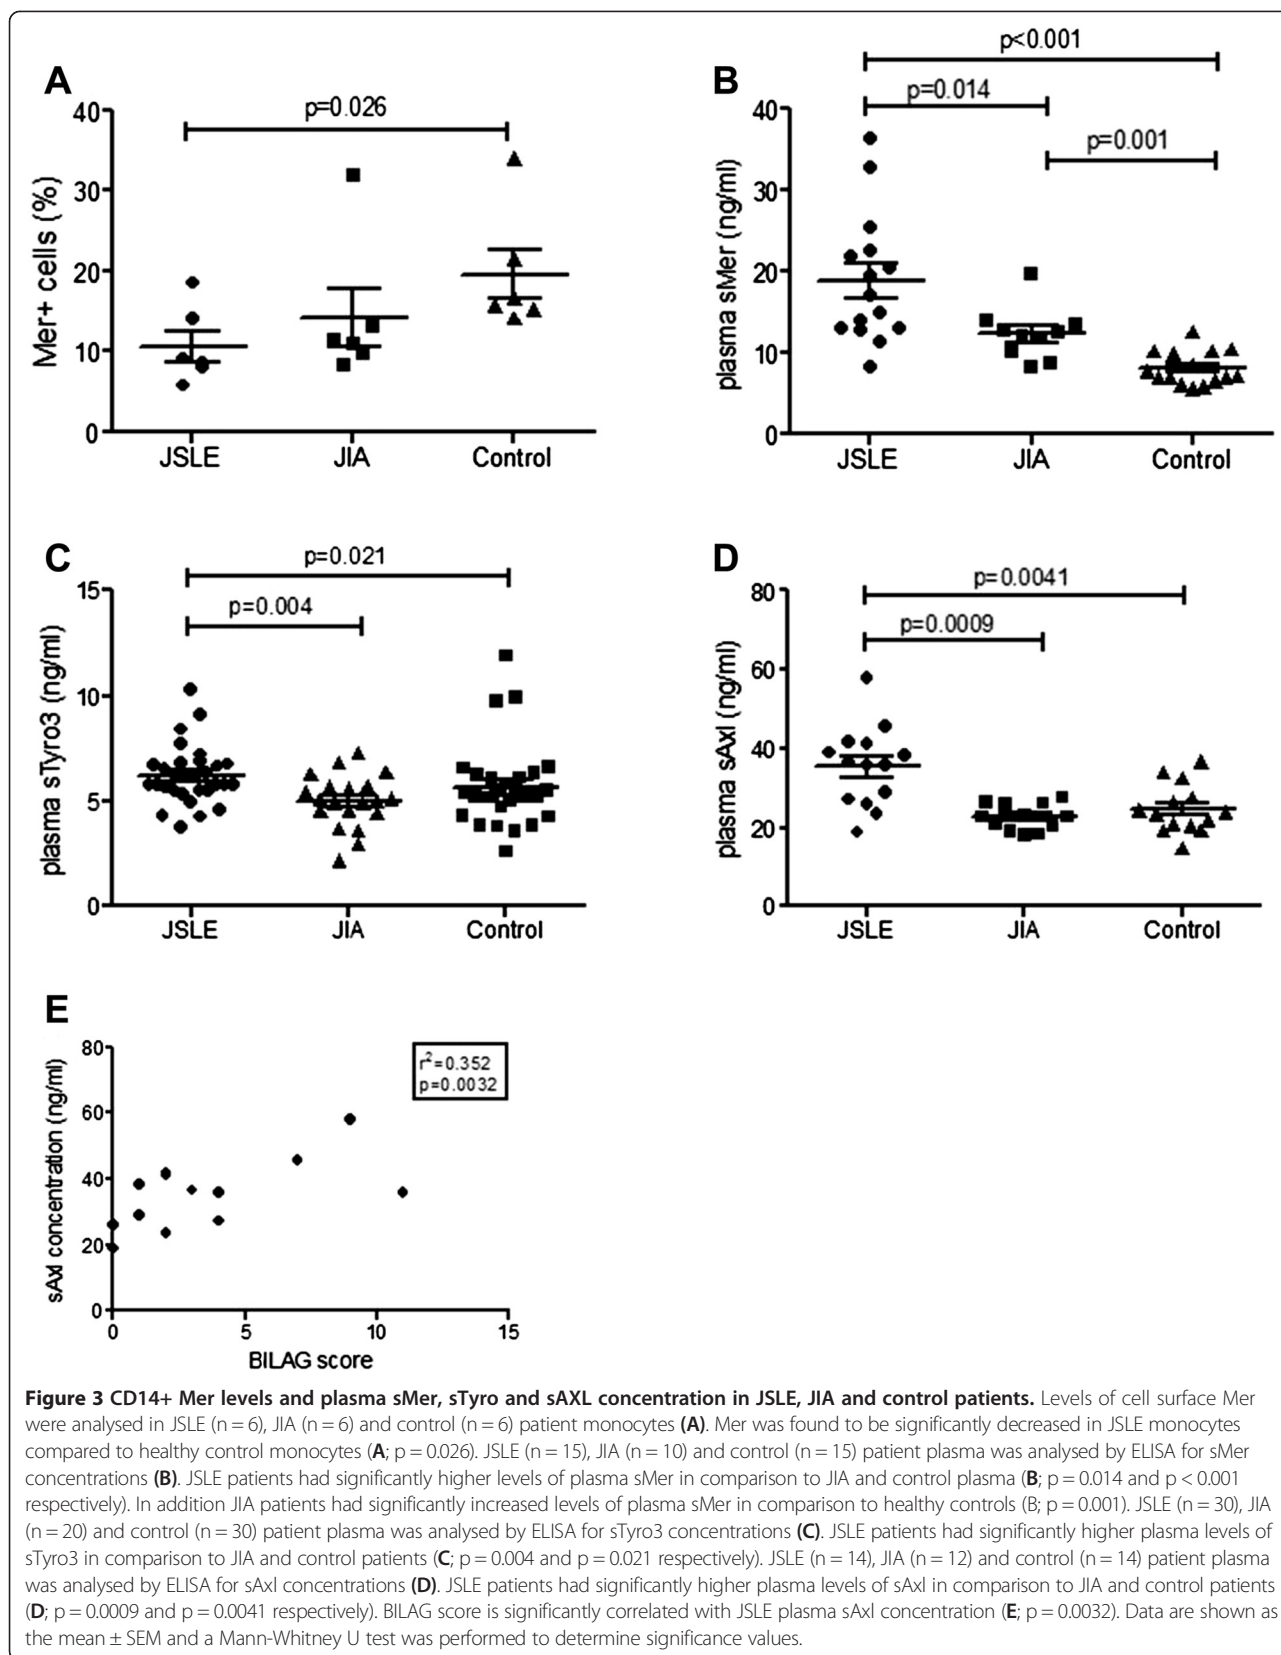 A
p=0.026
40
30
20
10
0
Mer+ cells (%)
JSLE JIA Control
B
p<0.001
p=0.014
p=0.001
40
30
20
10
0
plasma sMer (ng/ml)
JSLE JIA Control
C
p=0.021
p=0.004
15
10
5
0
plasma sTyro3 (ng/ml)
JSLE JIA Control
D
p=0.0041
p=0.0009
80
60
40
20
0
plasma sAxl (ng/ml)
JSLE JIA Control
E
80
60
40
20
0
sAxl concentration (ng/ml)
r²=0.352
p=0.0032
0 5 10 15
BILAG score
Figure 3 CD14+ Mer levels and plasma sMer, sTyro and sAXL concentration in JSLE, JIA and control patients. Levels of cell surface Mer
were analysed in JSLE (n = 6), JIA (n = 6) and control (n = 6) patient monocytes (A). Mer was found to be significantly decreased in JSLE monocytes
compared to healthy control monocytes (A; p = 0.026). JSLE (n = 15), JIA (n = 10) and control (n = 15) patient plasma was analysed by ELISA for sMer
concentrations (B). JSLE patients had significantly higher levels of plasma sMer in comparison to JIA and control plasma (B; p = 0.014 and p < 0.001
respectively). In addition JIA patients had significantly increased levels of plasma sMer in comparison to healthy controls (B; p = 0.001). JSLE (n = 30), JIA
(n = 20) and control (n = 30) patient plasma was analysed by ELISA for sTyro3 concentrations (C). JSLE patients had significantly higher plasma levels of
sTyro3 in comparison to JIA and control patients (C; p = 0.004 and p = 0.021 respectively). JSLE (n = 14), JIA (n = 12) and control (n = 14) patient plasma
was analysed by ELISA for sAxl concentrations (D). JSLE patients had significantly higher plasma levels of sAxl in comparison to JIA and control patients
(D; p = 0.0009 and p = 0.0041 respectively). BILAG score is significantly correlated with JSLE plasma sAxl concentration (E; p = 0.0032). Data are shown as
the mean ± SEM and a Mann-Whitney U test was performed to determine significance values.